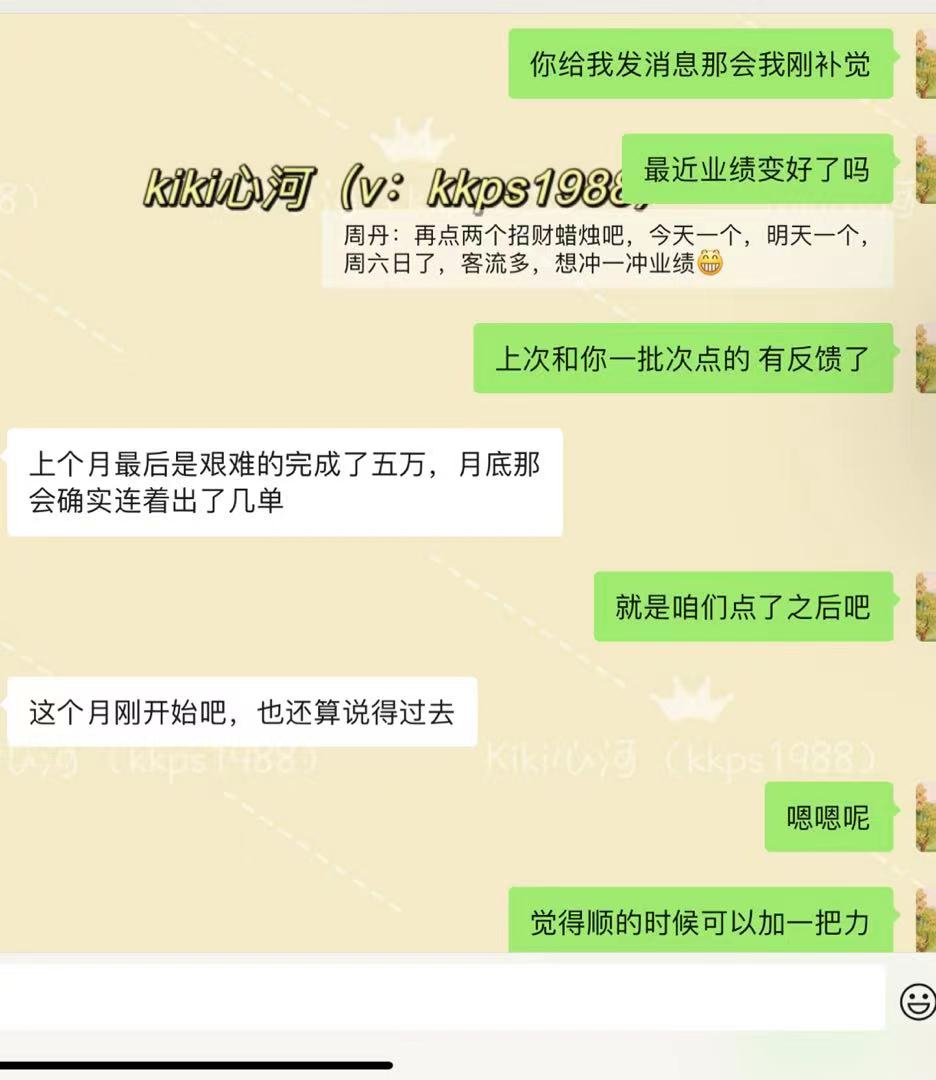 你给我发消息那会我刚补觉
kiki心河（v：kkps1988）
最近业绩变好了吗
周丹：再点两个招财蜡烛吧，今天一个，明天一个，
周六日了，客流多，想冲一冲业绩😁
上次和你一批次点的 有反馈了
上个月最后是艰难的完成了五万，月底那
会确实连着出了几单
就是咱们点了之后吧
这个月刚开始吧，也还算说得过去
心河（kkps1988）
Kiki心河（kkps1988）
嗯嗯呢
觉得顺的时候可以加一把力